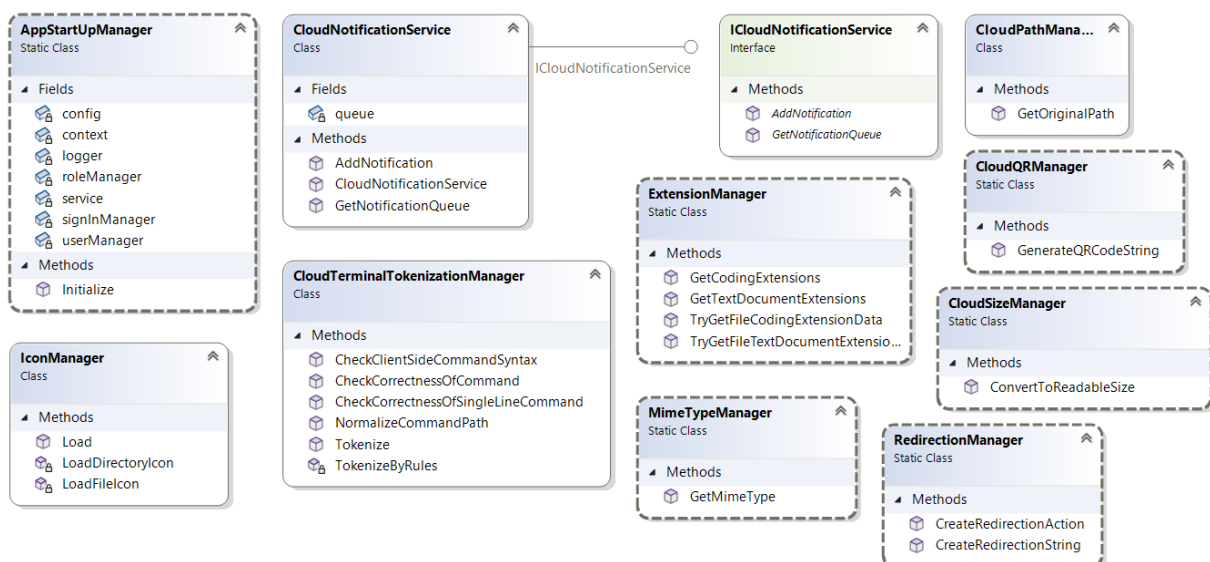 AppStartUpManager
Static Class
Fields
config
context
logger
roleManager
service
signInManager
userManager
Methods
Initialize
CloudNotificationService
Class
Fields
queue
Methods
AddNotification
CloudNotificationService
GetNotificationQueue
ICloudNotificationService
ICloudNotificationService
Interface
Methods
AddNotification
GetNotificationQueue
CloudPathMana...
Class
Methods
GetOriginalPath
CloudQRManager
Static Class
Methods
GenerateQRCodeString
ExtensionManager
Static Class
Methods
GetCodingExtensions
GetTextDocumentExtensions
TryGetFileCodingExtensionData
TryGetFileTextDocumentExtensio...
CloudTerminalTokenizationManager
Class
Methods
CheckClientSideCommandSyntax
CheckCorrectnessOfCommand
CheckCorrectnessOfSingleLineCommand
NormalizeCommandPath
Tokenize
TokenizeByRules
CloudSizeManager
Static Class
Methods
ConvertToReadableSize
IconManager
Class
Methods
Load
LoadDirectoryIcon
LoadFileIcon
MimeTypeManager
Static Class
Methods
GetMimeType
RedirectionManager
Static Class
Methods
CreateRedirectionAction
CreateRedirectionString